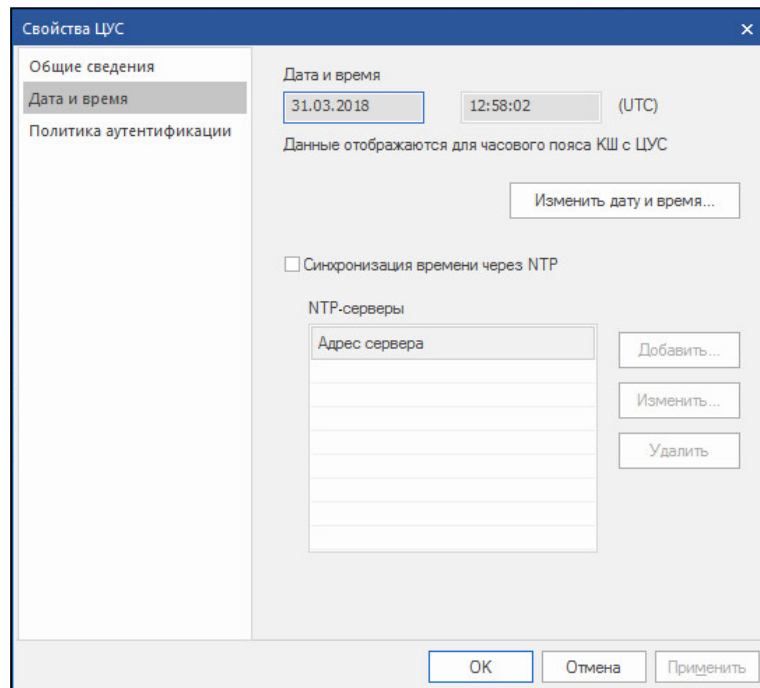 Свойства ЦУС
Общие сведения
Дата и время
Политика аутентификации
Дата и время
31.03.2018 12:58:02 (UTC)
Данные отображаются для часового пояса КШ с ЦУС
Изменить дату и время...
Синхронизация времени через NTP
NTP-серверы
Адрес сервера
Добавить...
Изменить...
Удалить
OK Отмена Применить